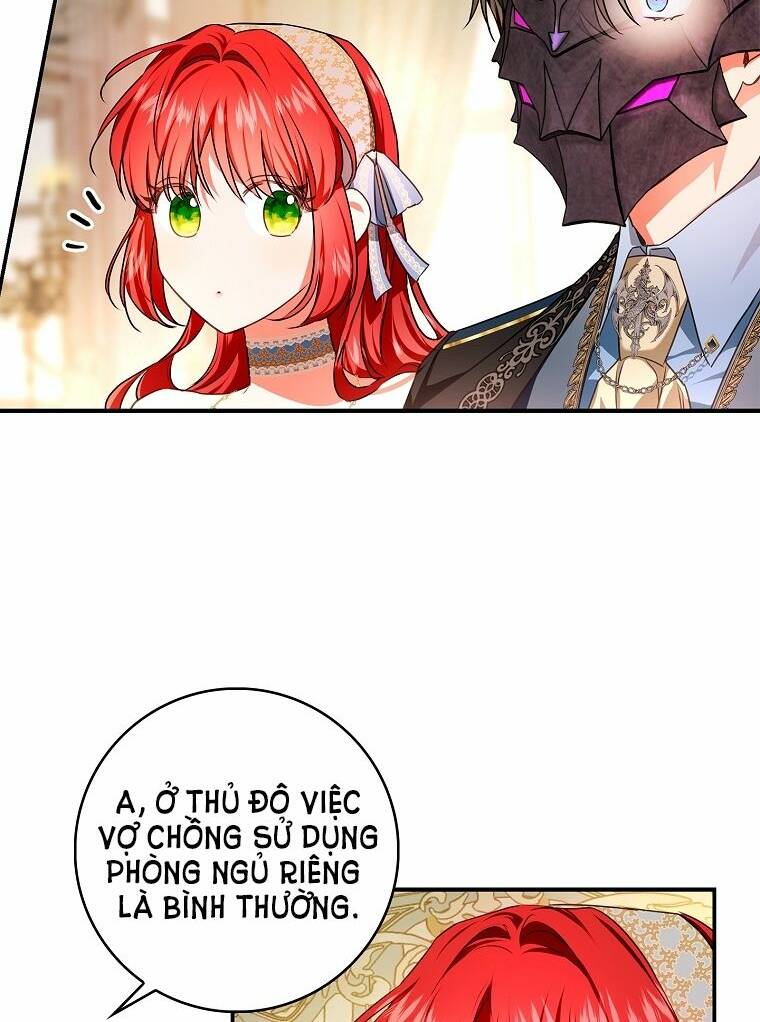 A, Ở THỦ ĐÔ VIỆC
VỢ CHỒNG SỬ DỤNG
PHÒNG NGỦ RIÊNG
LÀ BÌNH THƯỜNG.